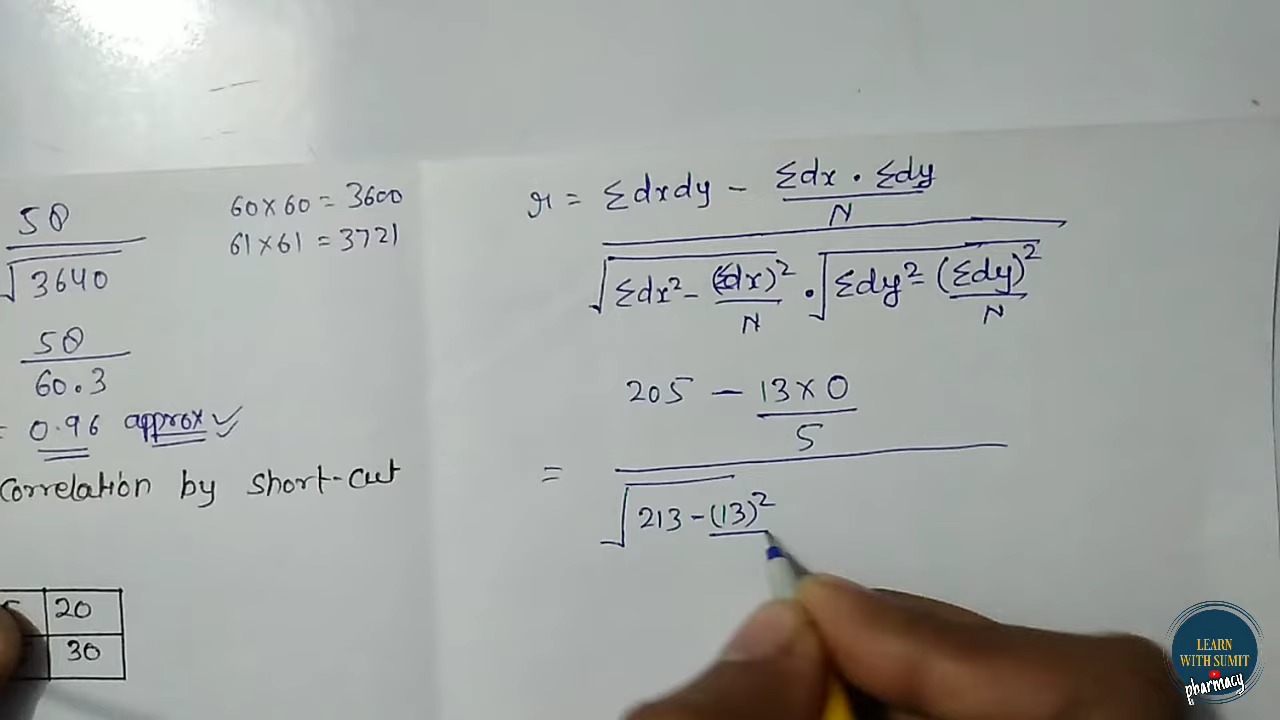 50
√3640
50
60.3
= 0.96 approx ✓
60×60 = 3600
61×61 = 3721
Correlation by short-cut
20
30
r = Σdxdy − Σdx . Σdy
N
√Σdx² − (Σdx)² . √Σdy² − (Σdy)²
N N
205 − 13×0
5
=
√213 − (13)²
LEARN
WITH SUMIT
pharmacy